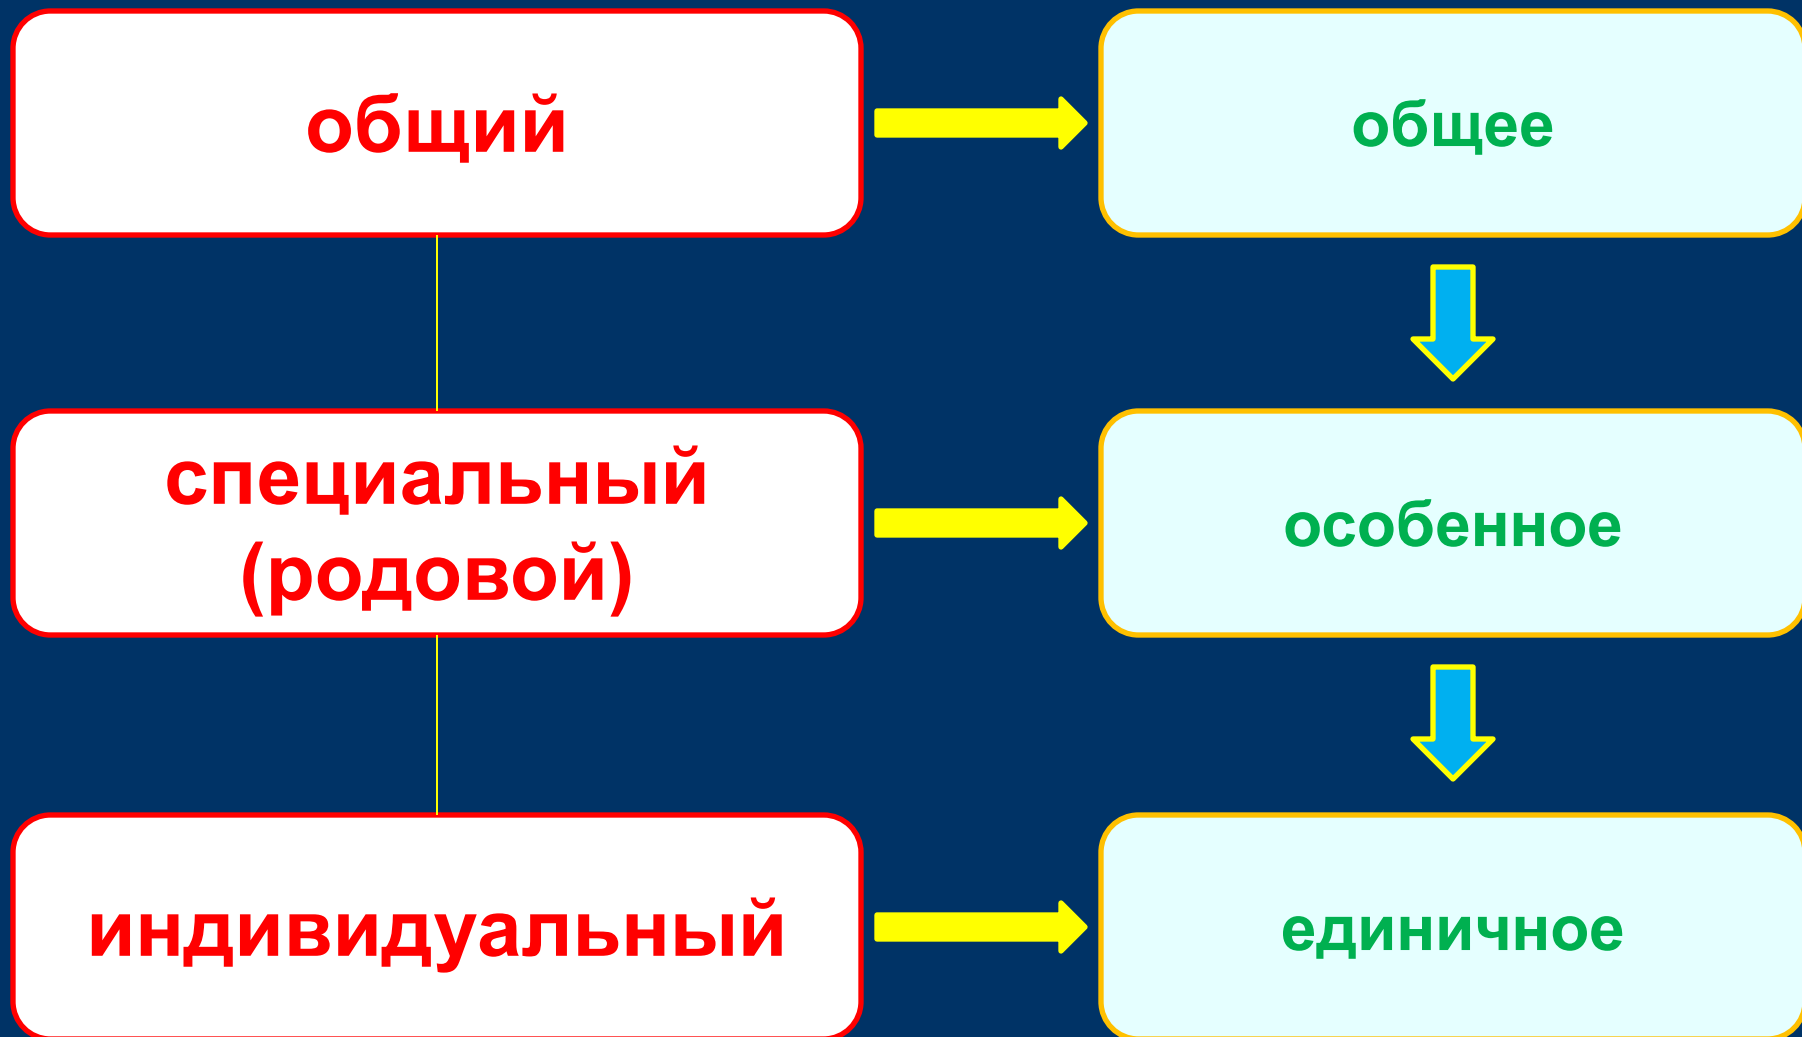 общий
общее
специальный
(родовой)
особенное
индивидуальный
единичное